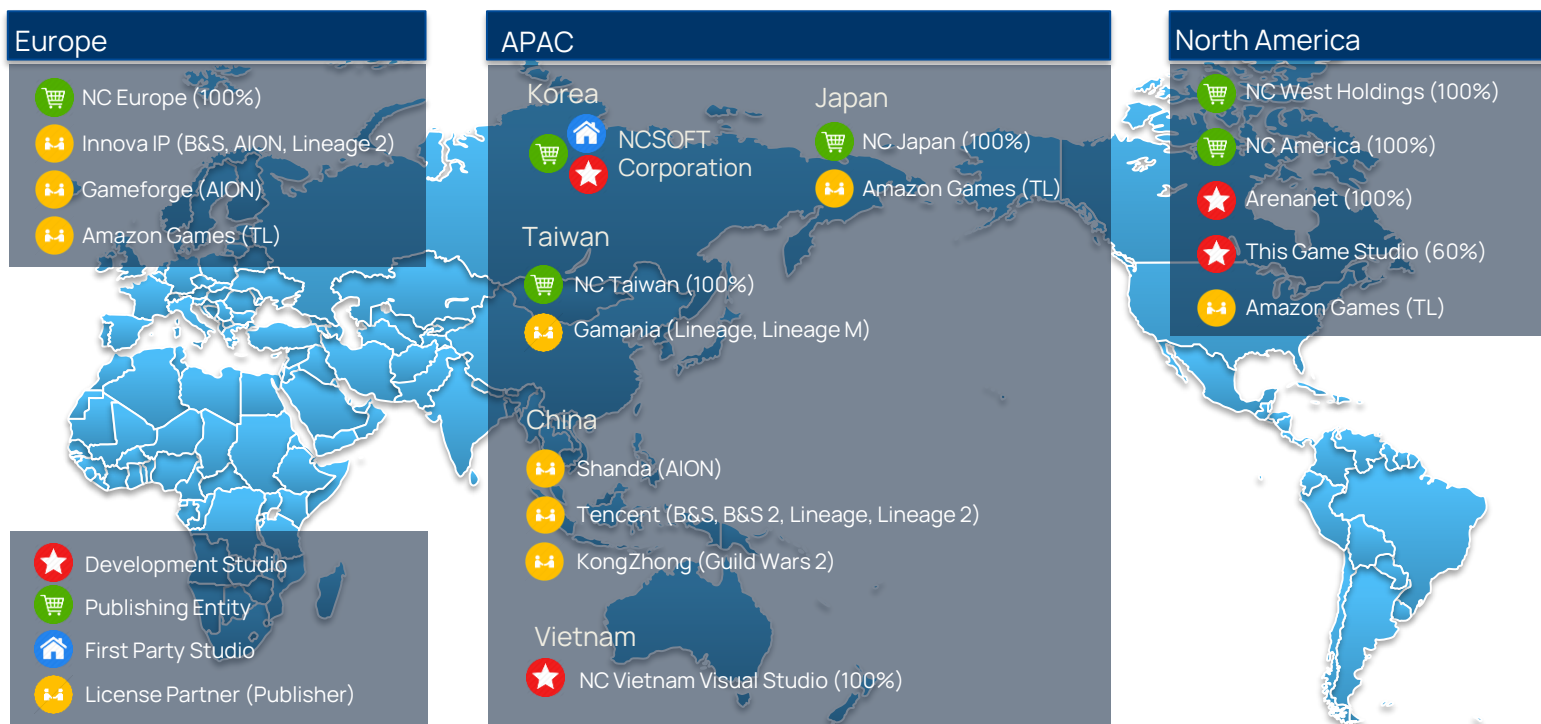 Europe
NC Europe (100%)
Innova IP (B&S, AION, Lineage 2)
Gameforge (AION)
Amazon Games (TL)
APAC
Korea
NCSOFT
Corporation
Japan
NC Japan (100%)
Amazon Games (TL)
Taiwan
NC Taiwan (100%)
Gamania (Lineage, Lineage M)
China
Shanda (AION)
Tencent (B&S, B&S 2, Lineage, Lineage 2)
KongZhong (Guild Wars 2)
Vietnam
NC Vietnam Visual Studio (100%)
North America
NC West Holdings (100%)
NC America (100%)
Arenanet (100%)
This Game Studio (60%)
Amazon Games (TL)
Development Studio
Publishing Entity
First Party Studio
License Partner (Publisher)